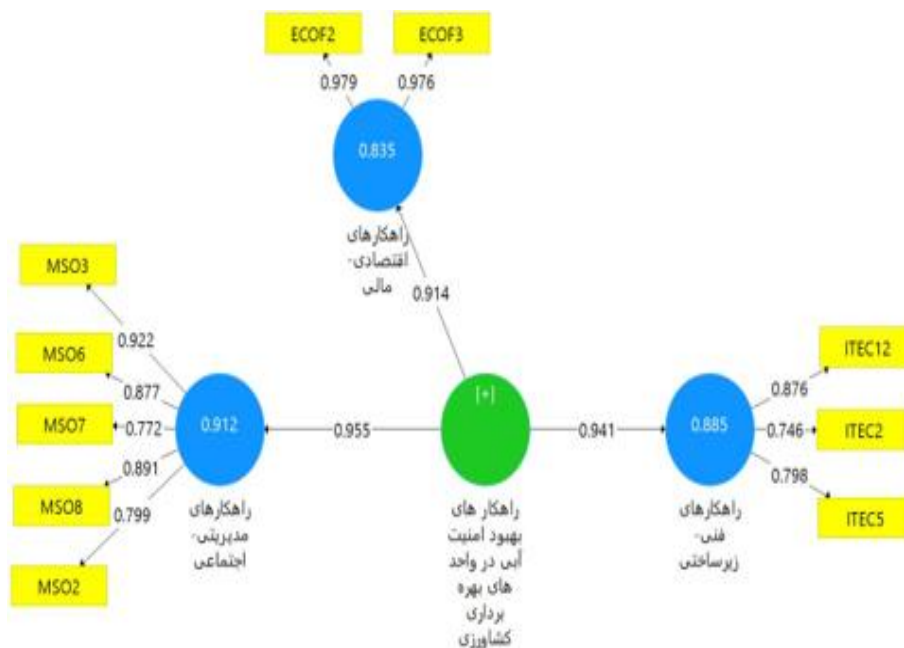 ECOF2
ECOF3
0.979
0.976
0.835
راهکارهای
اقتصادی-
مالی
0.914
MSO3
MSO6
MSO7
MSO8
MSO2
0.922
0.877
0.772
0.891
0.799
0.912
راهکارهای
مدیریتی-
اجتماعی
0.955
[+]
راهکار های
بهبود امنیت
آبی در واحد
های بهره
برداری
کشاورزی
0.941
0.885
راهکارهای
فنی-
زیرساختی
0.876
0.746
0.798
ITEC12
ITEC2
ITEC5